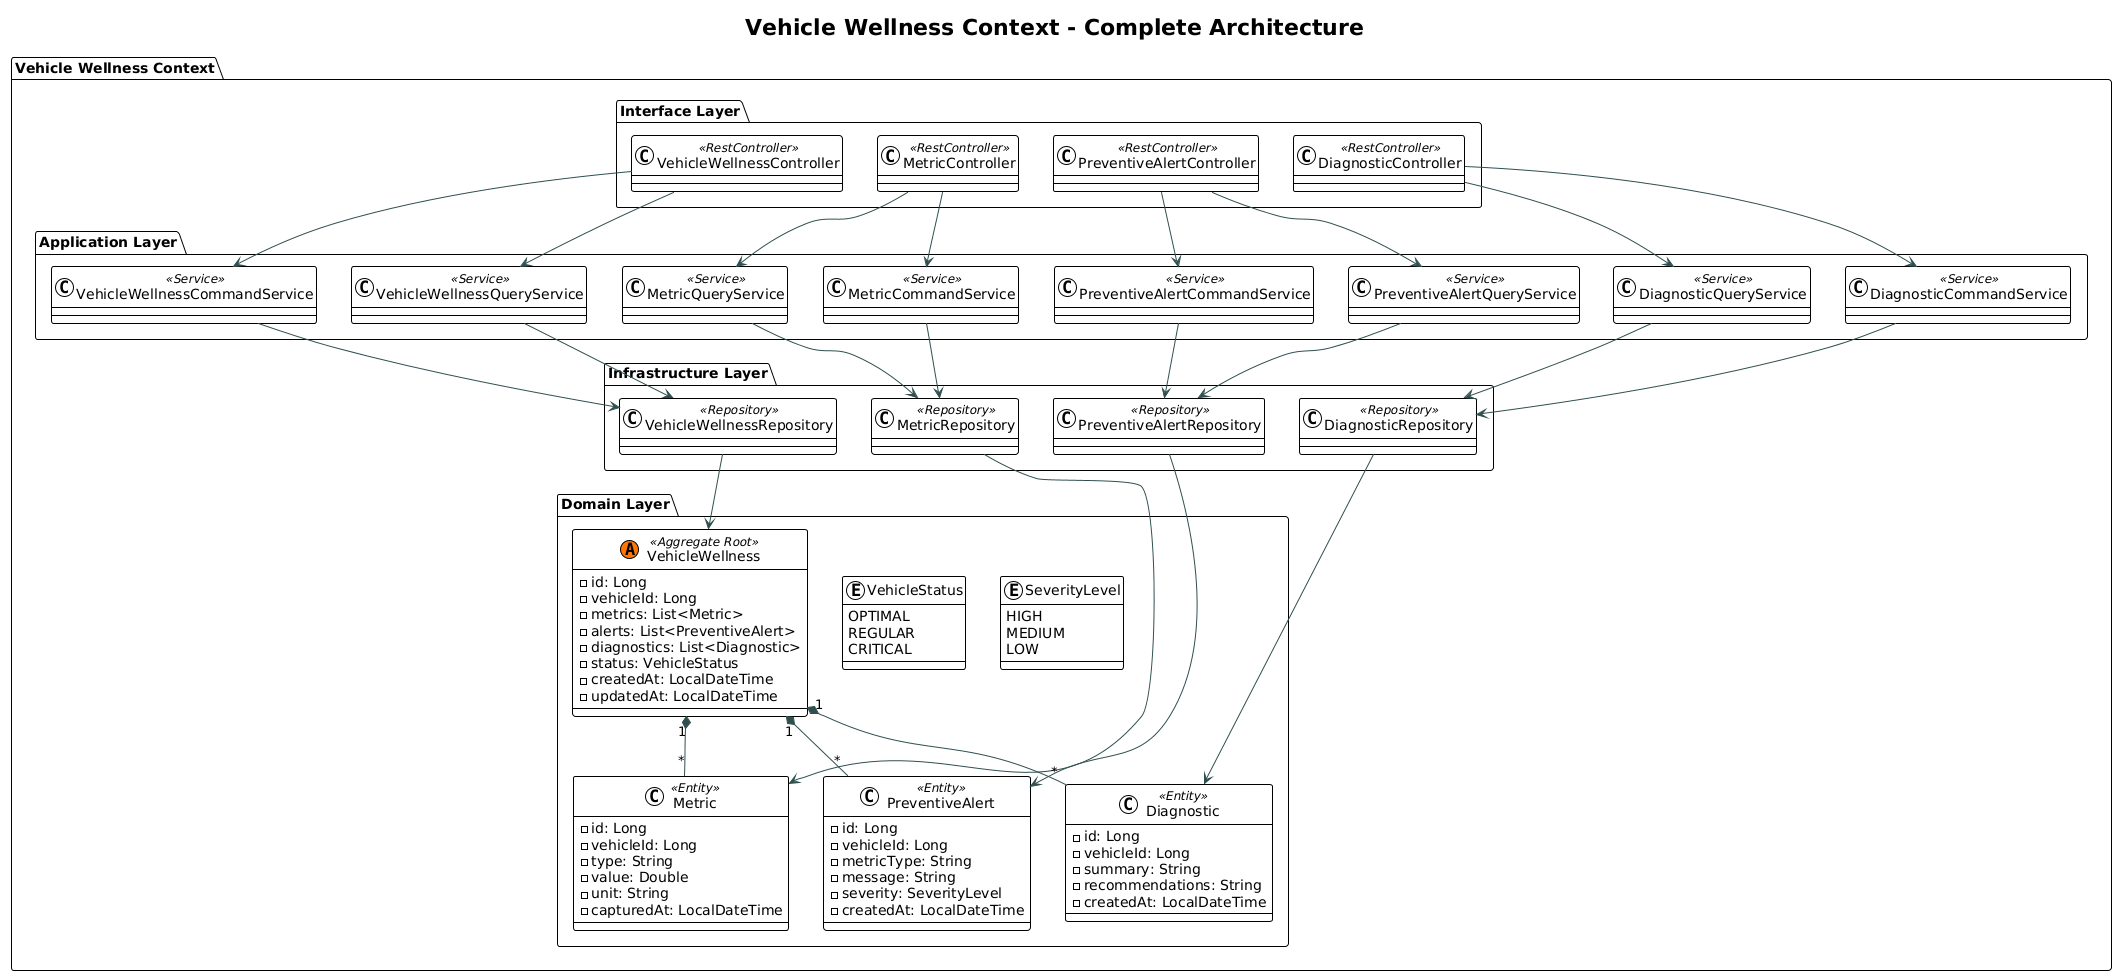 Vehicle Wellness Context - Complete Architecture
Vehicle Wellness Context
Interface Layer
C
«RestController»
VehicleWellnessController
C
«RestController»
MetricController
C
«RestController»
PreventiveAlertController
C
«RestController»
DiagnosticController
Application Layer
C
«Service»
VehicleWellnessCommandService
C
«Service»
VehicleWellnessQueryService
C
«Service»
MetricQueryService
C
«Service»
MetricCommandService
C
«Service»
PreventiveAlertCommandService
C
«Service»
PreventiveAlertQueryService
C
«Service»
DiagnosticQueryService
C
«Service»
DiagnosticCommandService
Infrastructure Layer
C
«Repository»
VehicleWellnessRepository
C
«Repository»
MetricRepository
C
«Repository»
PreventiveAlertRepository
C
«Repository»
DiagnosticRepository
Domain Layer
A
«Aggregate Root»
VehicleWellness
id: Long
vehicleId: Long
metrics: List<Metric>
alerts: List<PreventiveAlert>
diagnostics: List<Diagnostic>
status: VehicleStatus
createdAt: LocalDateTime
updatedAt: LocalDateTime
E
VehicleStatus
OPTIMAL
REGULAR
CRITICAL
E
SeverityLevel
HIGH
MEDIUM
LOW
1
1
1
*
*
*
C
«Entity»
Metric
id: Long
vehicleId: Long
type: String
value: Double
unit: String
capturedAt: LocalDateTime
C
«Entity»
PreventiveAlert
id: Long
vehicleId: Long
metricType: String
message: String
severity: SeverityLevel
createdAt: LocalDateTime
C
«Entity»
Diagnostic
id: Long
vehicleId: Long
summary: String
recommendations: String
createdAt: LocalDateTime